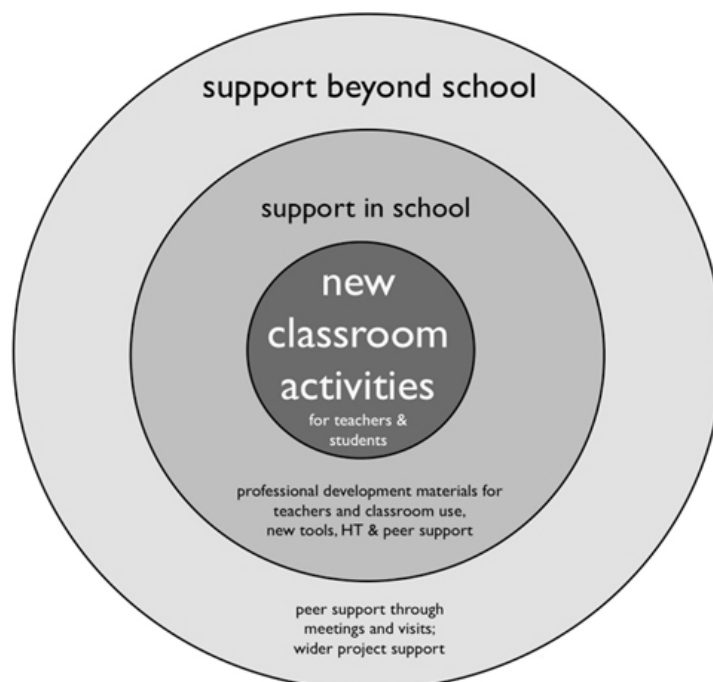 support beyond school
support in school
new
classroom
activities
for teachers &
students
professional development materials for
teachers and classroom use,
new tools, HT & peer support
peer support through
meetings and visits;
wider project support